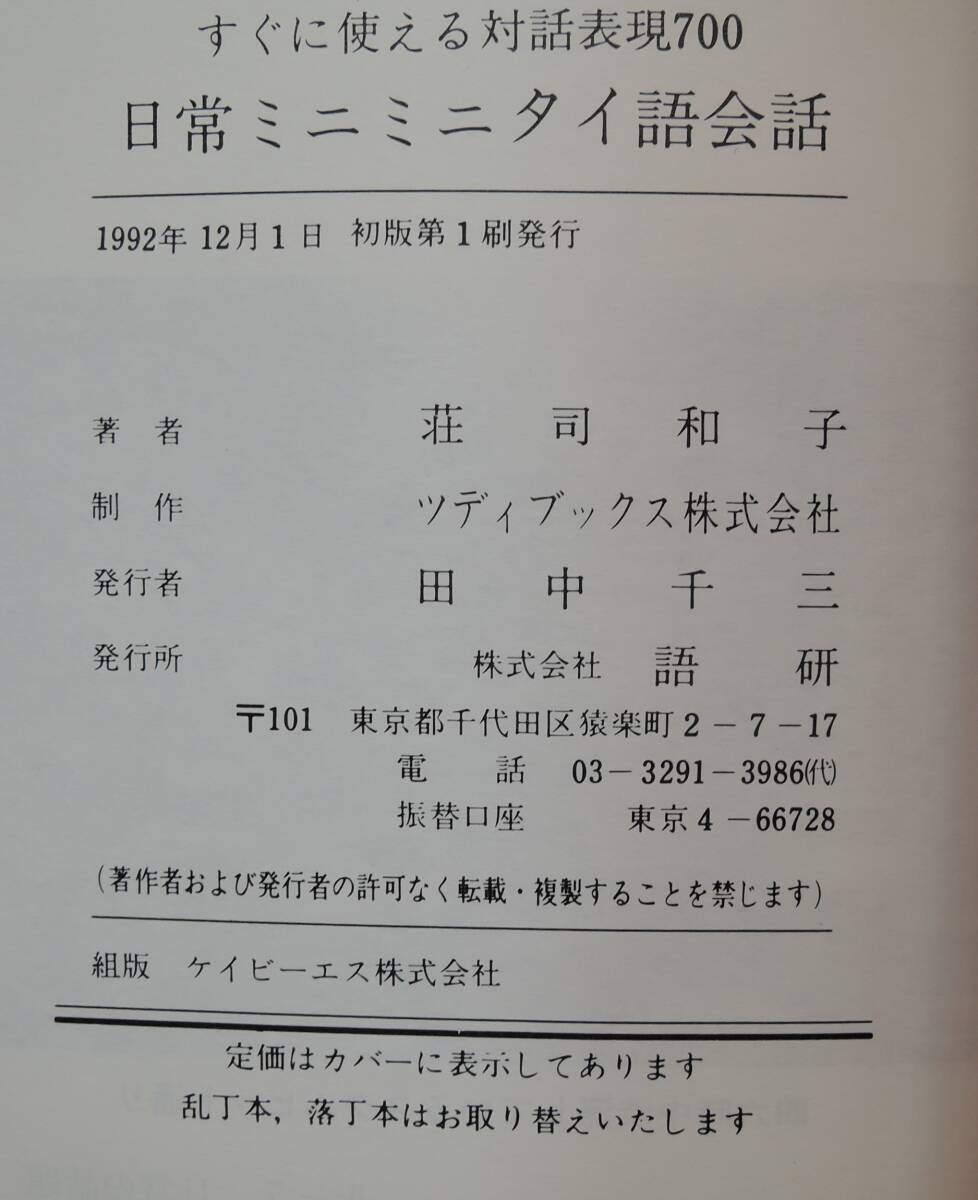 すぐに使える対話表現700
日常ミニミニタイ語会話
1992年12月1日 初版第1刷発行
著者 荘司和子
制作 ツディブックス株式会社
発行者 田中千三
発行所 株式会社 語研
〒101 東京都千代田区猿楽町2-7-17
電話 03-3291-3986(代)
振替口座 東京4-66728
(著作者および発行者の許可なく転載・複製することを禁じます)
組版 ケイビーエス株式会社
定価はカバーに表示してあります
乱丁本,落丁本はお取り替えいたします